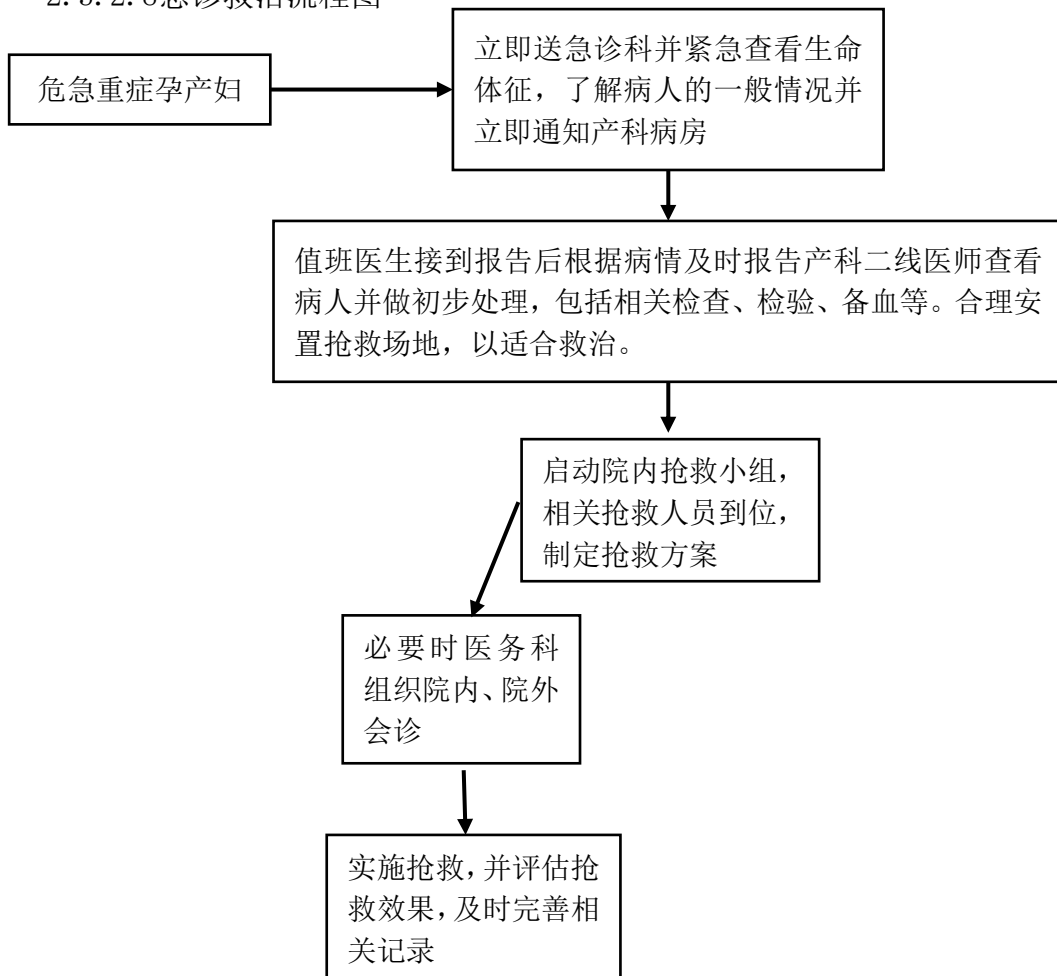 危急重症孕产妇
立即送急诊科并紧急查看生命
体征，了解病人的一般情况并
立即通知产科病房
值班医生接到报告后根据病情及时报告产科二线医师查看
病人并做初步处理，包括相关检查、检验、备血等。合理安
置抢救场地，以适合救治。
启动院内抢救小组，
相关抢救人员到位，
制定抢救方案
必要时医务科
组织院内、院外
会诊
实施抢救，并评估抢
救效果，及时完善相
关记录